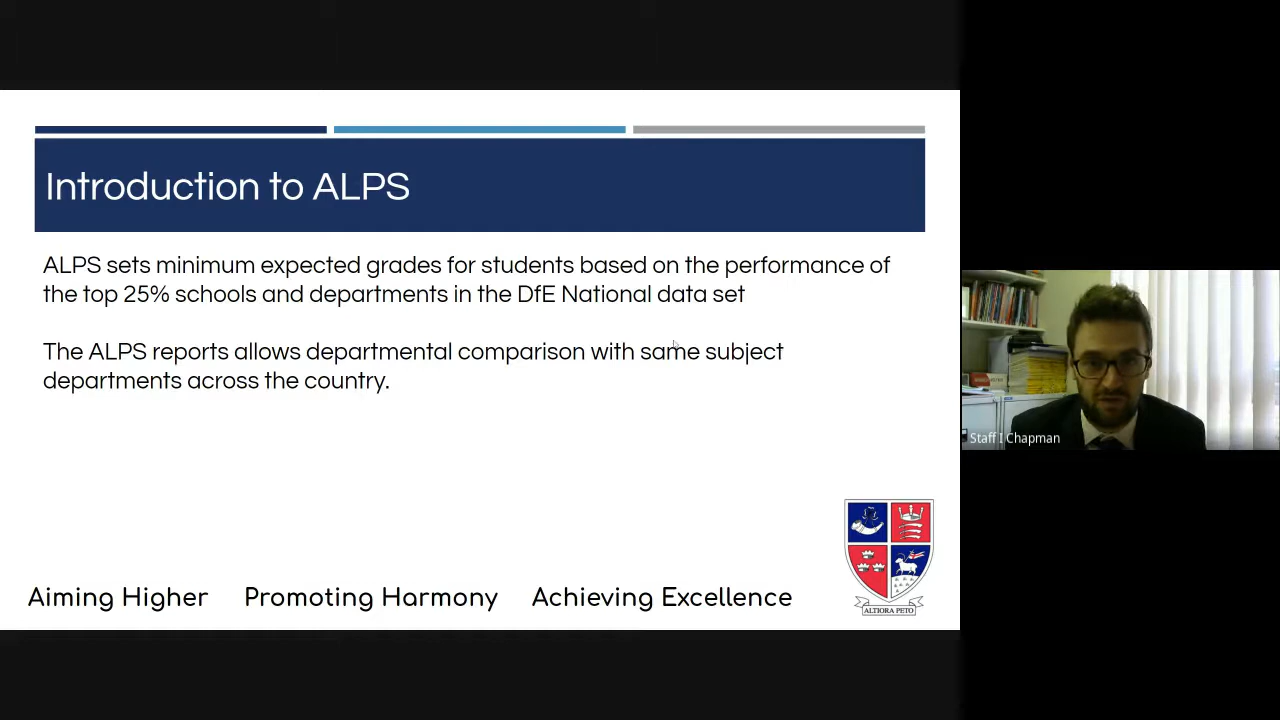 Introduction to ALPS
ALPS sets minimum expected grades for students based on the performance of
the top 25% schools and departments in the DfE National data set
The ALPS reports allows departmental comparison with same subject
departments across the country.
Aiming Higher Promoting Harmony Achieving Excellence
ALTIORA PETO
Staff I Chapman